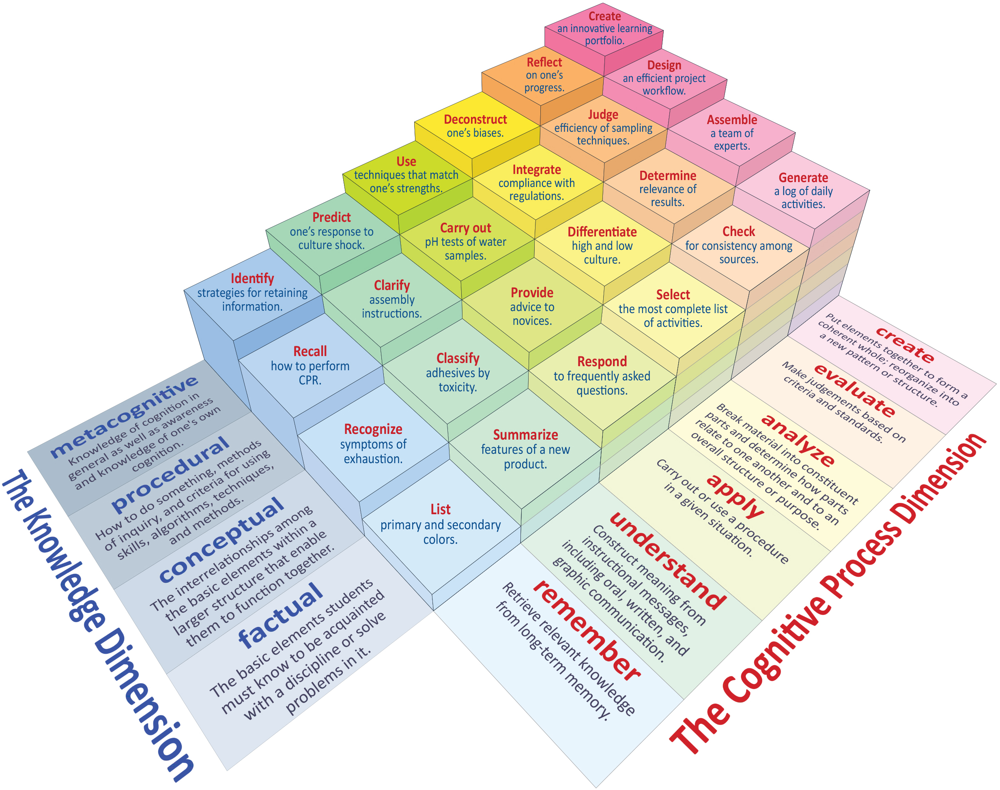 Create
an innovative learning
portfolio.
Reflect
on one's
progress.
Design
an efficient project
workflow.
Deconstruct
one's biases.
Judge
efficiency of sampling
techniques.
Assemble
a team of
experts.
Use
techniques that match
one's strengths.
Integrate
compliance with
regulations.
Determine
relevance of
results.
Generate
a log of daily
activities.
Predict
one's response to
culture shock.
Carry out
pH tests of water
samples.
Differentiate
high and low
culture.
Check
for consistency among
sources.
Identify
strategies for retaining
information.
Clarify
assembly
instructions.
Provide
advice to
novices.
Select
the most complete list
of activities.
Recall
how to perform
CPR.
Classify
adhesives by
toxicity.
Respond
to frequently asked
questions.
Recognize
symptoms of
exhaustion.
Summarize
features of a new
product.
List
primary and secondary
colors.
The Knowledge Dimension
metacognitive
Knowledge of cognition in
general as well as awareness
and knowledge of one's own
cognition.
procedural
How to do something, methods
of inquiry, and criteria for using
skills, algorithms, techniques,
and methods.
conceptual
The interrelationships among
the basic elements within a
larger structure that enable
them to function together.
factual
The basic elements students
must know to be acquainted
with a discipline or solve
problems in it.
The Cognitive Process Dimension
remember
Retrieve relevant knowledge
from long-term memory.
understand
Construct meaning from
instructional messages,
including oral, written, and
graphic communication.
apply
Carry out or use a procedure
in a given situation.
analyze
Break material into constituent
parts and determine how parts
relate to one another and to an
overall structure or purpose.
evaluate
Make judgements based on
criteria and standards.
create
Put elements together to form a
coherent whole; reorganize into
a new pattern or structure.